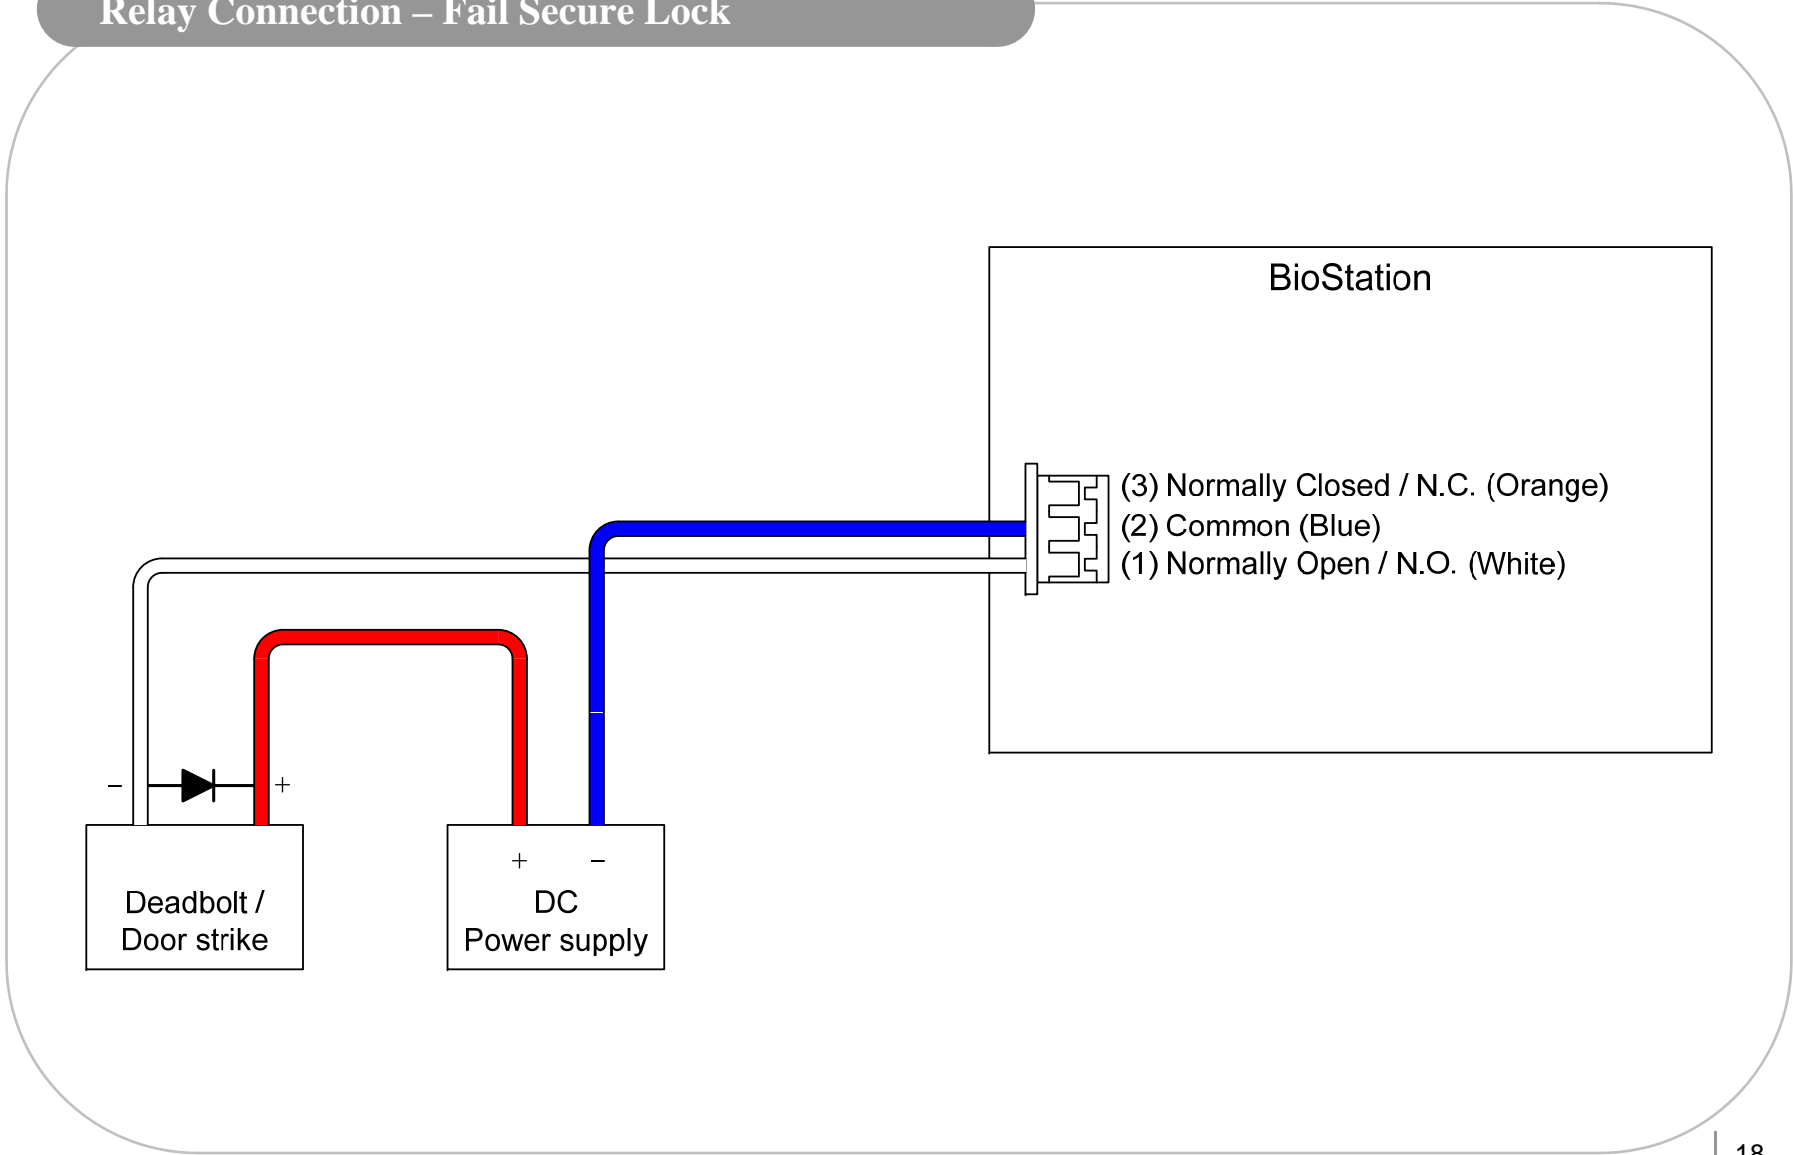 Relay Connection – Fail Secure Lock
BioStation
(3) Normally Closed / N.C. (Orange)
(2) Common (Blue)
(1) Normally Open / N.O. (White)
– +
+ –
Deadbolt /
Door strike
DC
Power supply
18